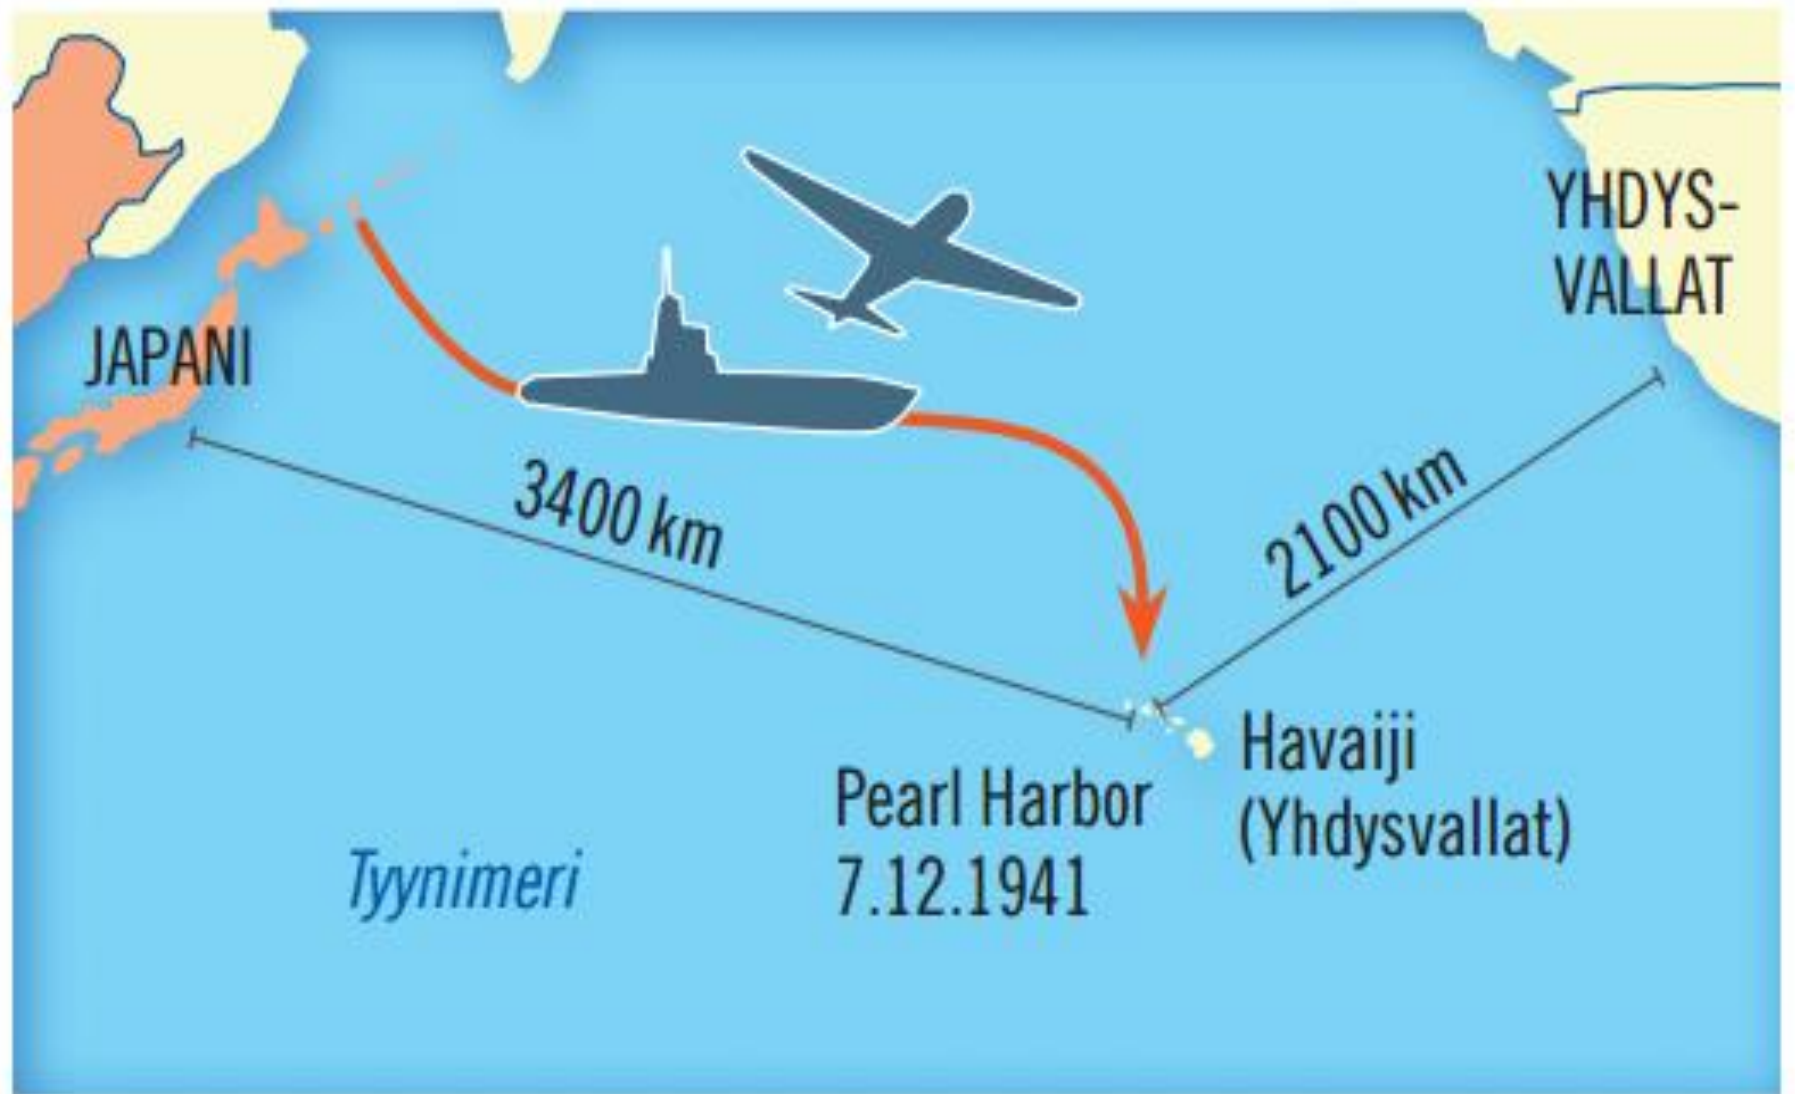 YHDYS-
VALLAT
JAPANI
3400 km
2100 km
Havaiji
(Yhdysvallat)
Pearl Harbor
7.12.1941
Tyynimeri